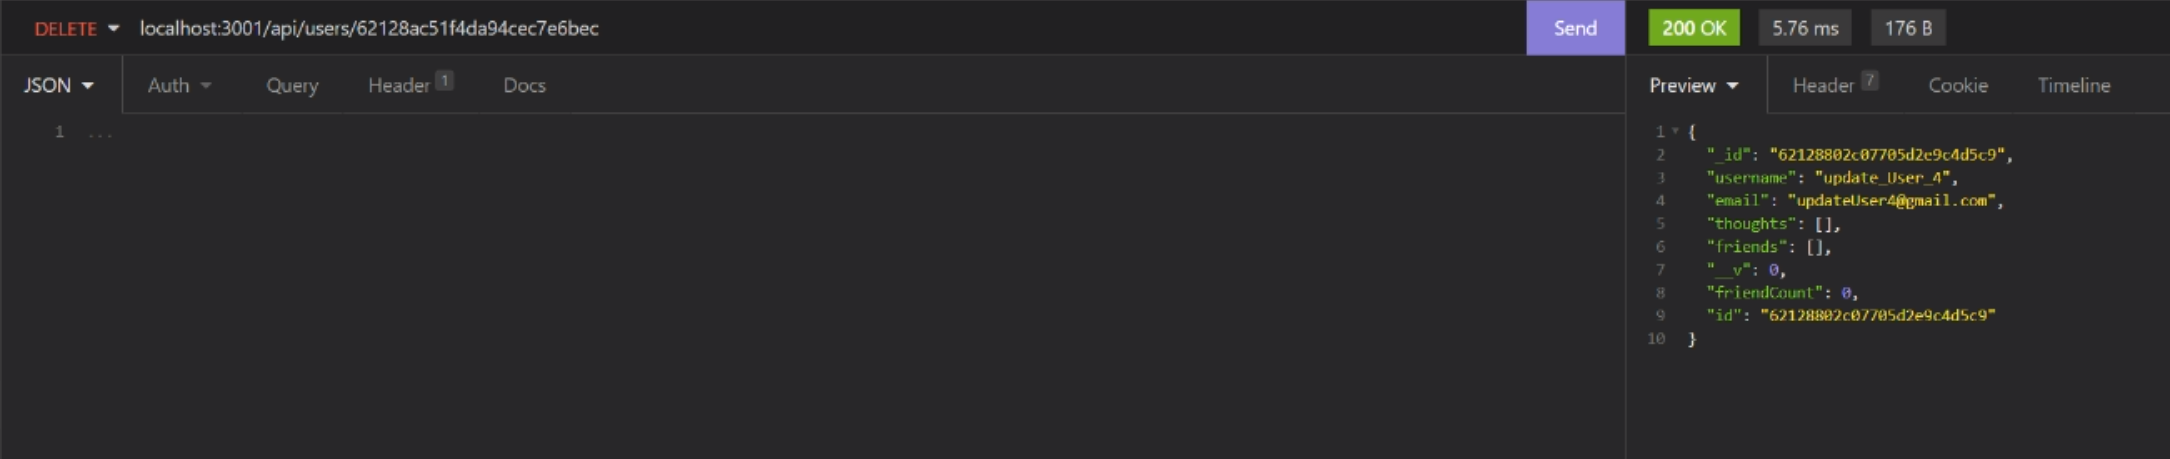 DELETE localhost:3001/api/users/62128ac51f4da94cec7e6bec Send 200 OK 5.76 ms 176 B
JSON Auth Query Header 1 Docs Preview Header 7 Cookie Timeline
1 ...
1 {
2 "_id": "62128802c07705d2e9c4d5c9",
3 "username": "update_User_4",
4 "email": "updateUser4@gmail.com",
5 "thoughts": [],
6 "friends": [],
7 "__v": 0,
8 "friendCount": 0,
9 "id": "62128802c07705d2e9c4d5c9"
10 }